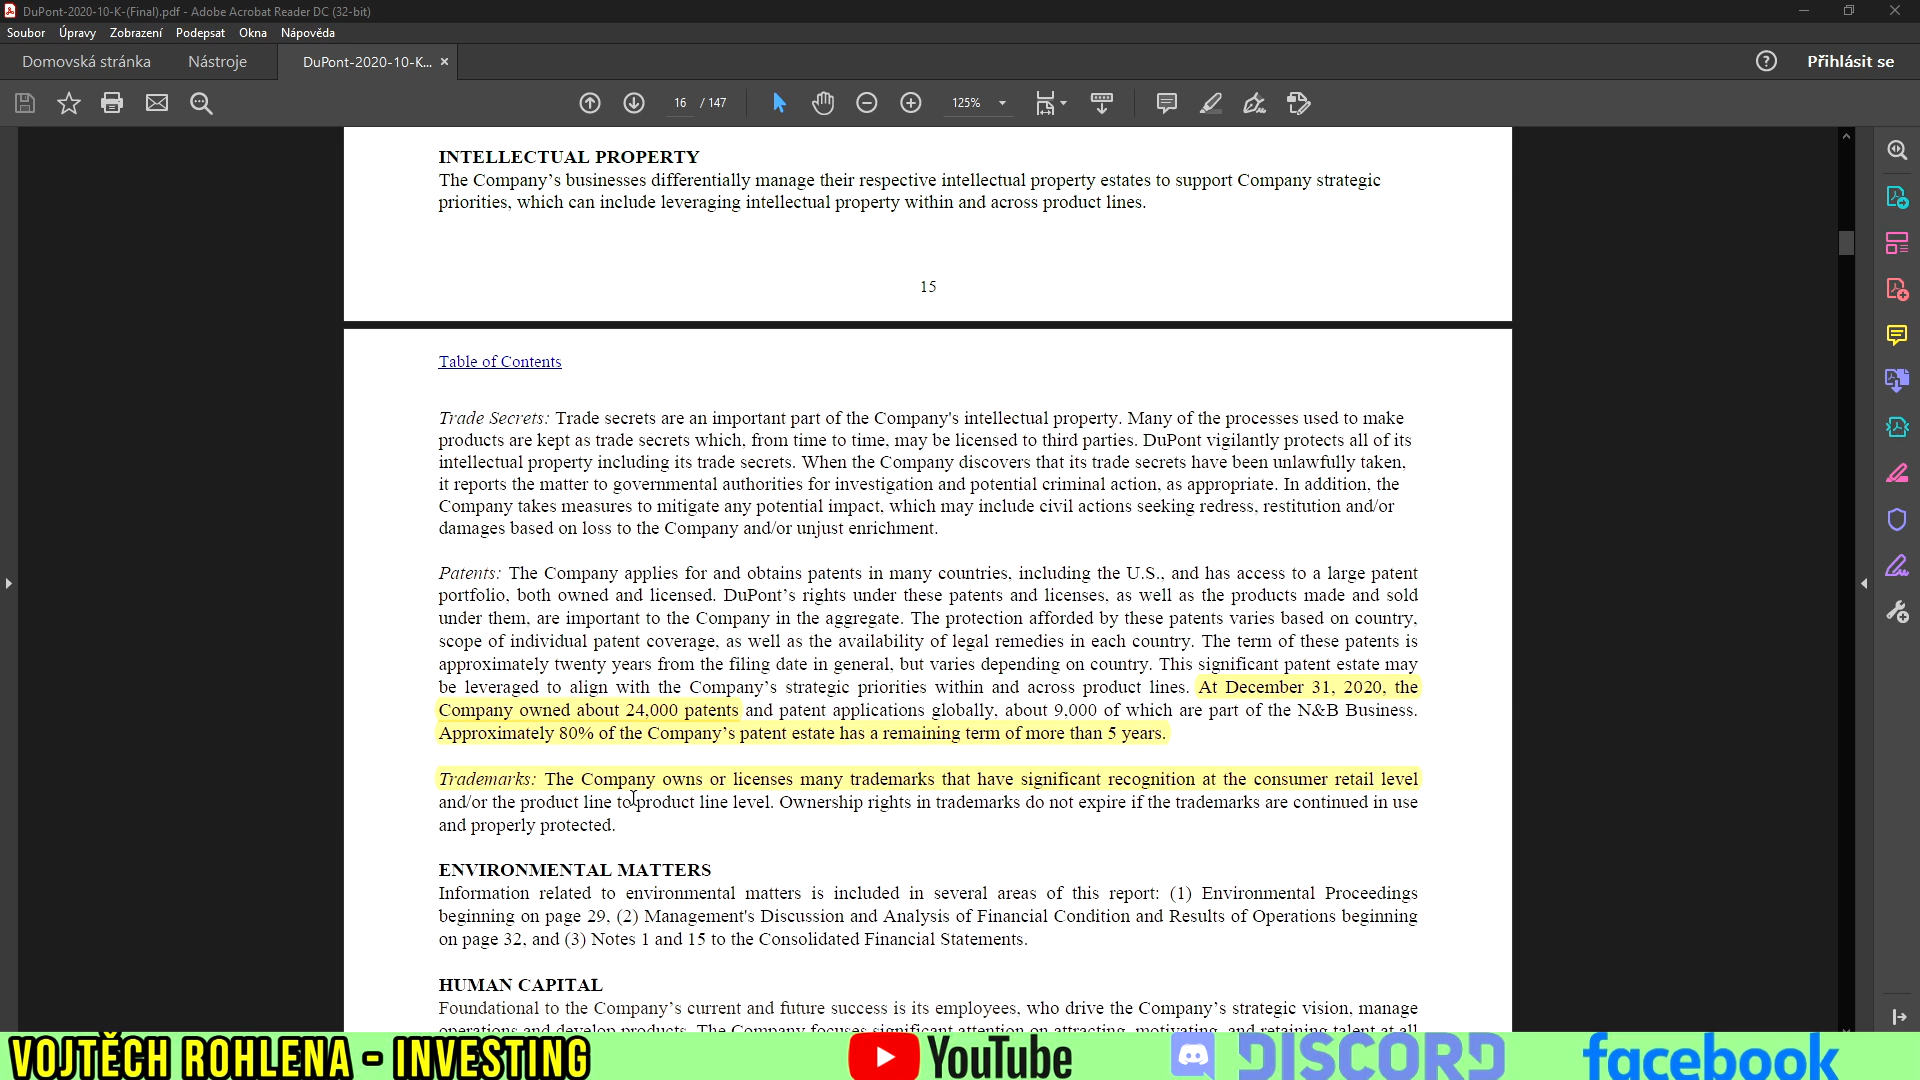 DuPont-2020-10-K-(Final).pdf - Adobe Acrobat Reader DC (32-bit)
Soubor Úpravy Zobrazení Podepsat Okna Nápověda
Domovská stránka Nástroje DuPont-2020-10-K... × Přihlásit se
16 / 147 125%
INTELLECTUAL PROPERTY
The Company’s businesses differentially manage their respective intellectual property estates to support Company strategic
priorities, which can include leveraging intellectual property within and across product lines.
15
Table of Contents
Trade Secrets: Trade secrets are an important part of the Company's intellectual property. Many of the processes used to make
products are kept as trade secrets which, from time to time, may be licensed to third parties. DuPont vigilantly protects all of its
intellectual property including its trade secrets. When the Company discovers that its trade secrets have been unlawfully taken,
it reports the matter to governmental authorities for investigation and potential criminal action, as appropriate. In addition, the
Company takes measures to mitigate any potential impact, which may include civil actions seeking redress, restitution and/or
damages based on loss to the Company and/or unjust enrichment.
Patents: The Company applies for and obtains patents in many countries, including the U.S., and has access to a large patent
portfolio, both owned and licensed. DuPont’s rights under these patents and licenses, as well as the products made and sold
under them, are important to the Company in the aggregate. The protection afforded by these patents varies based on country,
scope of individual patent coverage, as well as the availability of legal remedies in each country. The term of these patents is
approximately twenty years from the filing date in general, but varies depending on country. This significant patent estate may
be leveraged to align with the Company’s strategic priorities within and across product lines. At December 31, 2020, the
Company owned about 24,000 patents and patent applications globally, about 9,000 of which are part of the N&B Business.
Approximately 80% of the Company’s patent estate has a remaining term of more than 5 years.
Trademarks: The Company owns or licenses many trademarks that have significant recognition at the consumer retail level
and/or the product line to product line level. Ownership rights in trademarks do not expire if the trademarks are continued in use
and properly protected.
ENVIRONMENTAL MATTERS
Information related to environmental matters is included in several areas of this report: (1) Environmental Proceedings
beginning on page 29, (2) Management's Discussion and Analysis of Financial Condition and Results of Operations beginning
on page 32, and (3) Notes 1 and 15 to the Consolidated Financial Statements.
HUMAN CAPITAL
Foundational to the Company’s current and future success is its employees, who drive the Company’s strategic vision, manage
operations and develop products. The Company focuses significant attention on attracting, motivating, and retaining talent at all
VOJTĚCH ROHLENA - INVESTING YouTube DISCORD facebook